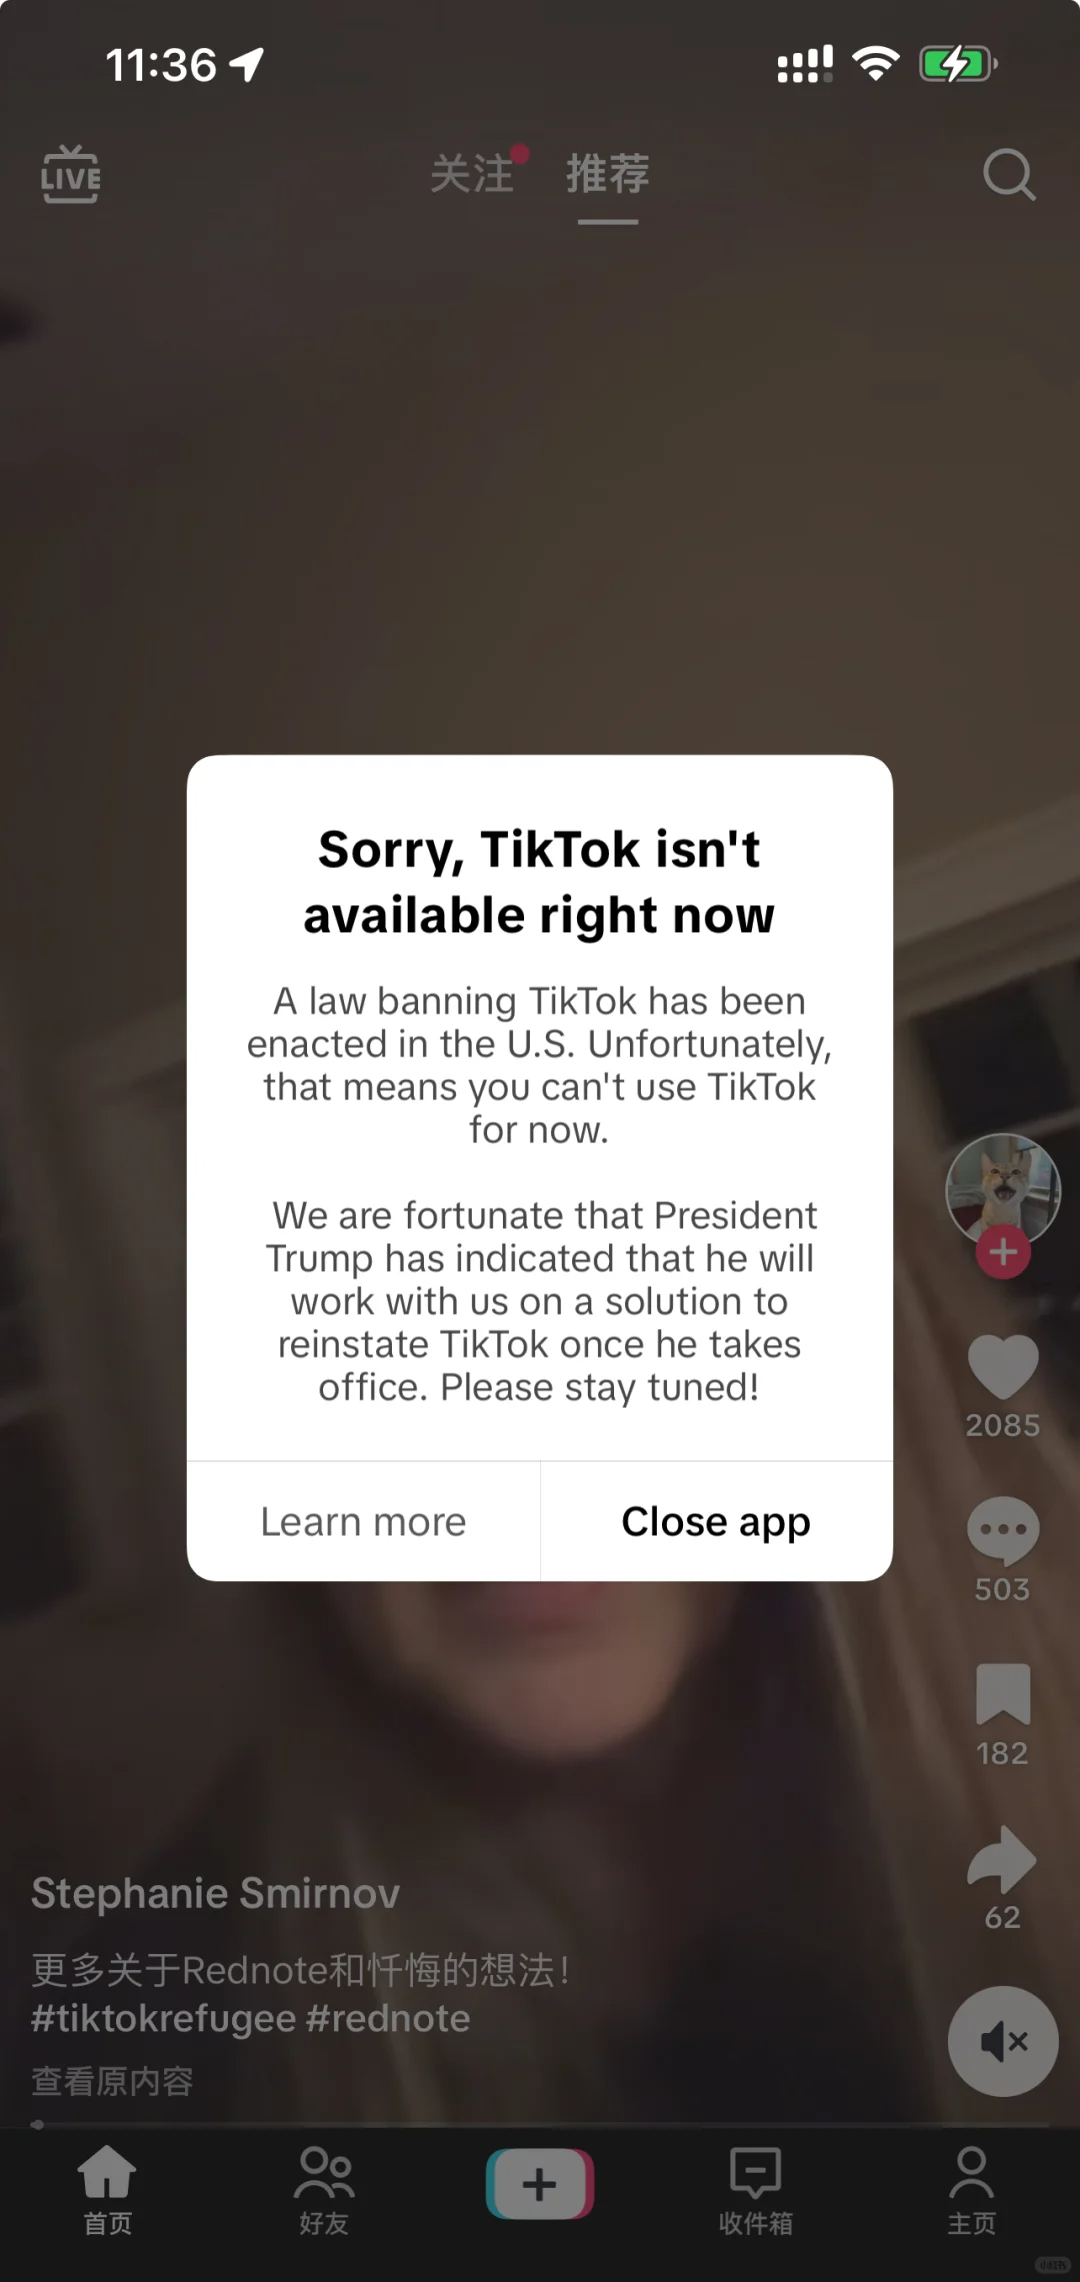 11:36
LIVE
关注 推荐
Sorry, TikTok isn't
available right now
A law banning TikTok has been
enacted in the U.S. Unfortunately,
that means you can't use TikTok
for now.
We are fortunate that President
Trump has indicated that he will
work with us on a solution to
reinstate TikTok once he takes
office. Please stay tuned!
Learn more
Close app
2085
503
182
62
Stephanie Smirnov
更多关于Rednote和忏悔的想法！
#tiktokrefugee #rednote
查看原内容
首页 好友 收件箱 主页